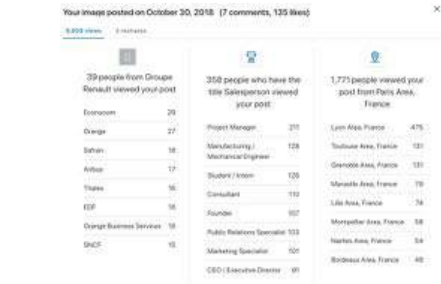 Your image posted on October 30, 2018 (7 comments, 135 likes)
views
39 people from Groupe
Renault viewed your post
Econocom 29
Orange 27
Safran 18
Airbus 17
Thales 16
EDF 16
Orange Business Services 16
SNCF 15
358 people who have the
title Salesperson viewed
your post
Project Manager 211
Manufacturing /
Mechanical Engineer 128
Student / Intern 126
Consultant 110
Founder 107
Public Relations Specialist 103
Marketing Specialist 101
CEO / Executive Director 91
1,771 people viewed your
post from Paris Area,
France
Lyon Area, France 475
Toulouse Area, France 131
Grenoble Area, France 131
Marseille Area, France 79
Lille Area, France 74
Montpellier Area, France 58
Nantes Area, France 54
Bordeaux Area, France